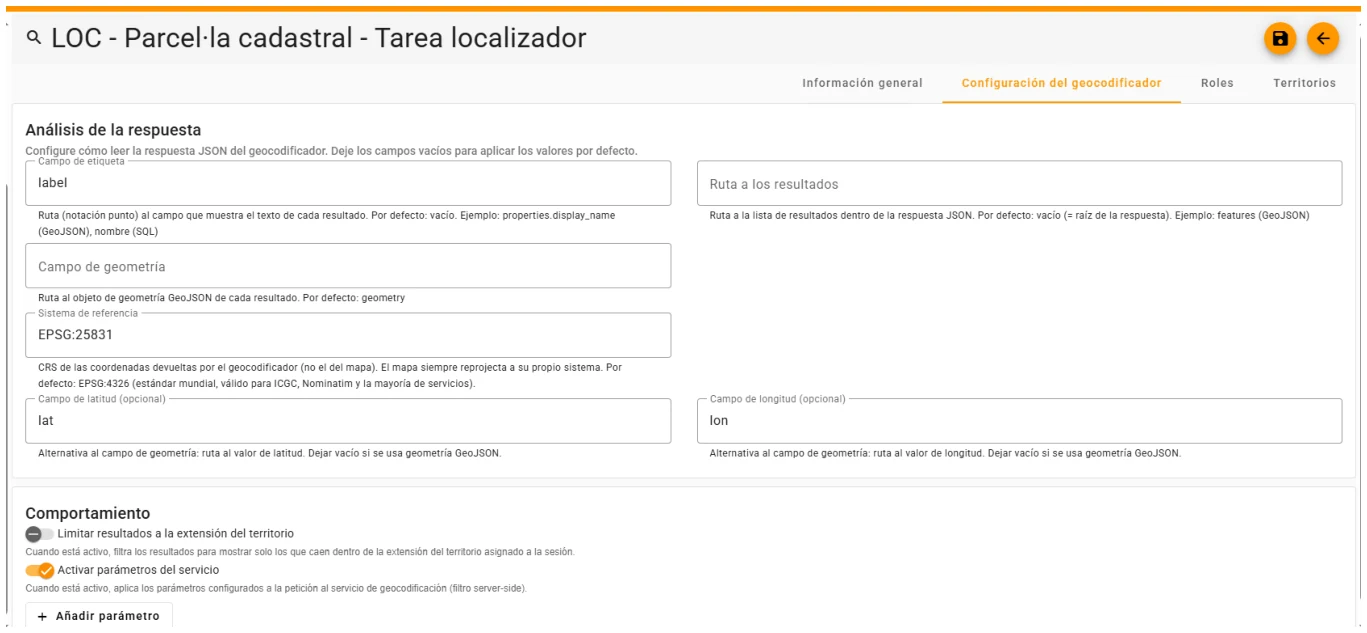 LOC - Parcel·la cadastral - Tarea localizador
Información general
Configuración del geocodificador
Roles
Territorios
Análisis de la respuesta
Configure cómo leer la respuesta JSON del geocodificador. Deje los campos vacíos para aplicar los valores por defecto.
Campo de etiqueta
label
Ruta (notación punto) al campo que muestra el texto de cada resultado. Por defecto: vacío. Ejemplo: properties.display_name
(GeoJSON), nombre (SQL)
Ruta a los resultados
Ruta a la lista de resultados dentro de la respuesta JSON. Por defecto: vacío (= raíz de la respuesta). Ejemplo: features (GeoJSON)
Campo de geometría
Ruta al objeto de geometría GeoJSON de cada resultado. Por defecto: geometry
Sistema de referencia
EPSG:25831
CRS de las coordenadas devueltas por el geocodificador (no el del mapa). El mapa siempre reprojecta a su propio sistema. Por
defecto: EPSG:4326 (estándar mundial, válido para ICGC, Nominatim y la mayoría de servicios).
Campo de latitud (opcional)
lat
Alternativa al campo de geometría: ruta al valor de latitud. Dejar vacío si se usa geometría GeoJSON.
Campo de longitud (opcional)
lon
Alternativa al campo de geometría: ruta al valor de longitud. Dejar vacío si se usa geometría GeoJSON.
Comportamiento
Limitar resultados a la extensión del territorio
Cuando está activo, filtra los resultados para mostrar solo los que caen dentro de la extensión del territorio asignado a la sesión.
Activar parámetros del servicio
Cuando está activo, aplica los parámetros configurados a la petición al servicio de geocodificación (filtro server-side).
+ Añadir parámetro